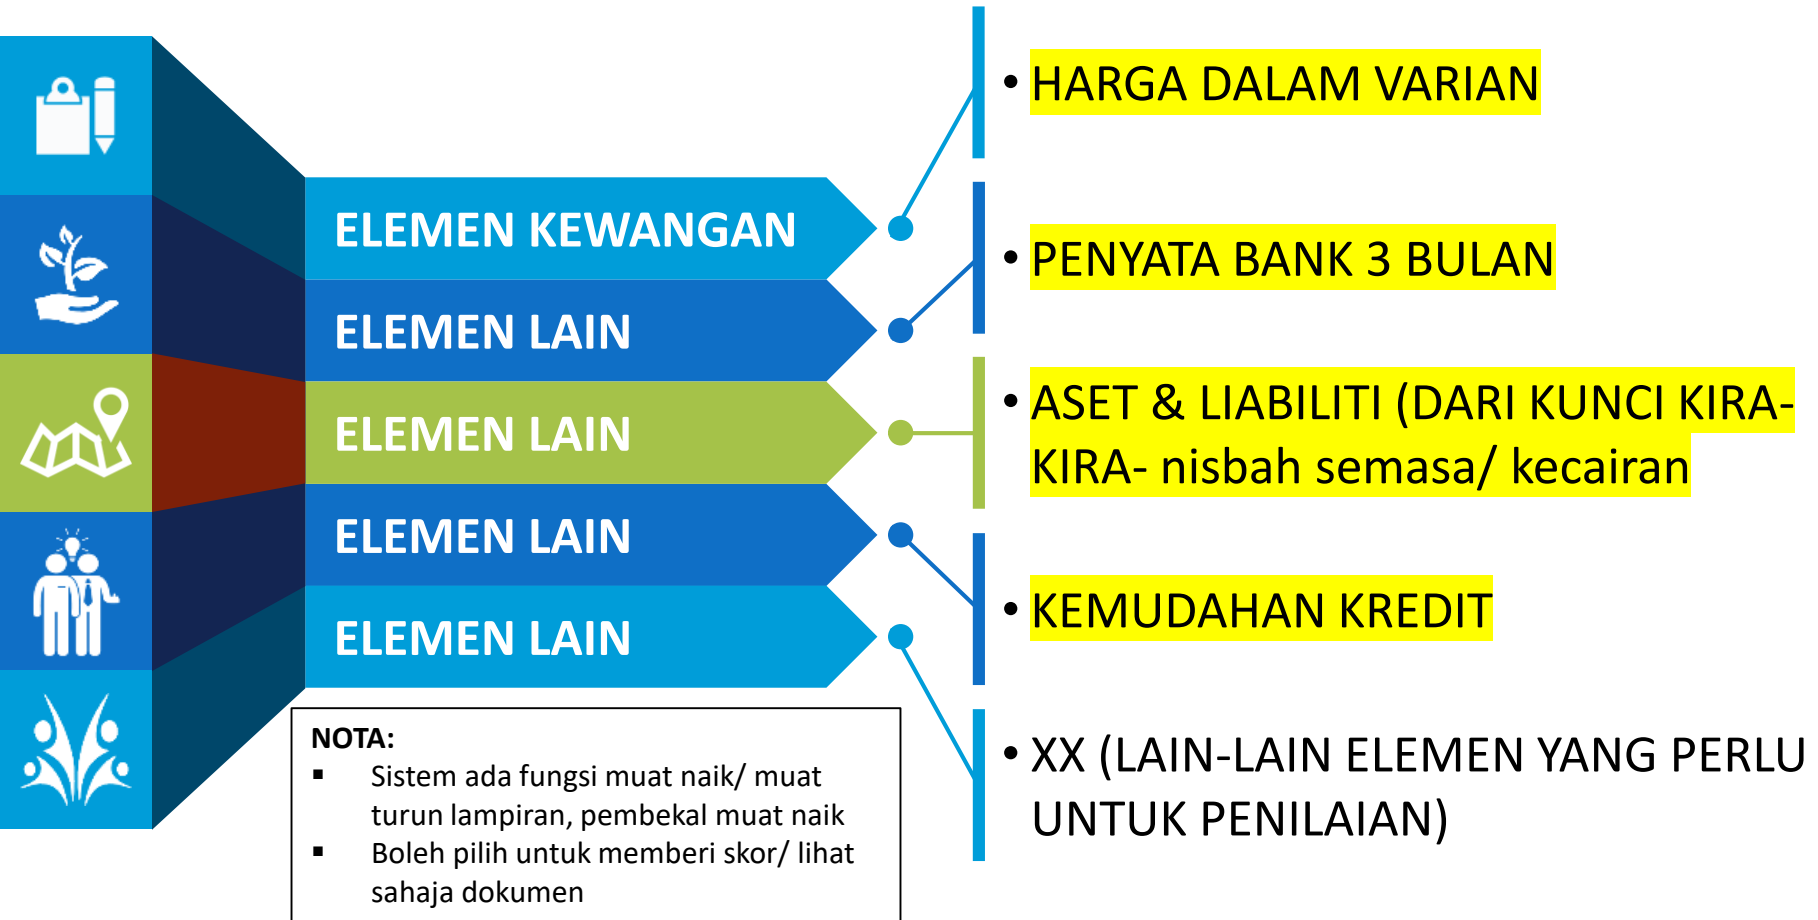 ELEMEN KEWANGAN
ELEMEN LAIN
ELEMEN LAIN
ELEMEN LAIN
ELEMEN LAIN
• HARGA DALAM VARIAN
• PENYATA BANK 3 BULAN
• ASET & LIABILITI (DARI KUNCI KIRA-
KIRA- nisbah semasa/ kecairan
• KEMUDAHAN KREDIT
• XX (LAIN-LAIN ELEMEN YANG PERLU
UNTUK PENILAIAN)
NOTA:
▪ Sistem ada fungsi muat naik/ muat
turun lampiran, pembekal muat naik
▪ Boleh pilih untuk memberi skor/ lihat
sahaja dokumen